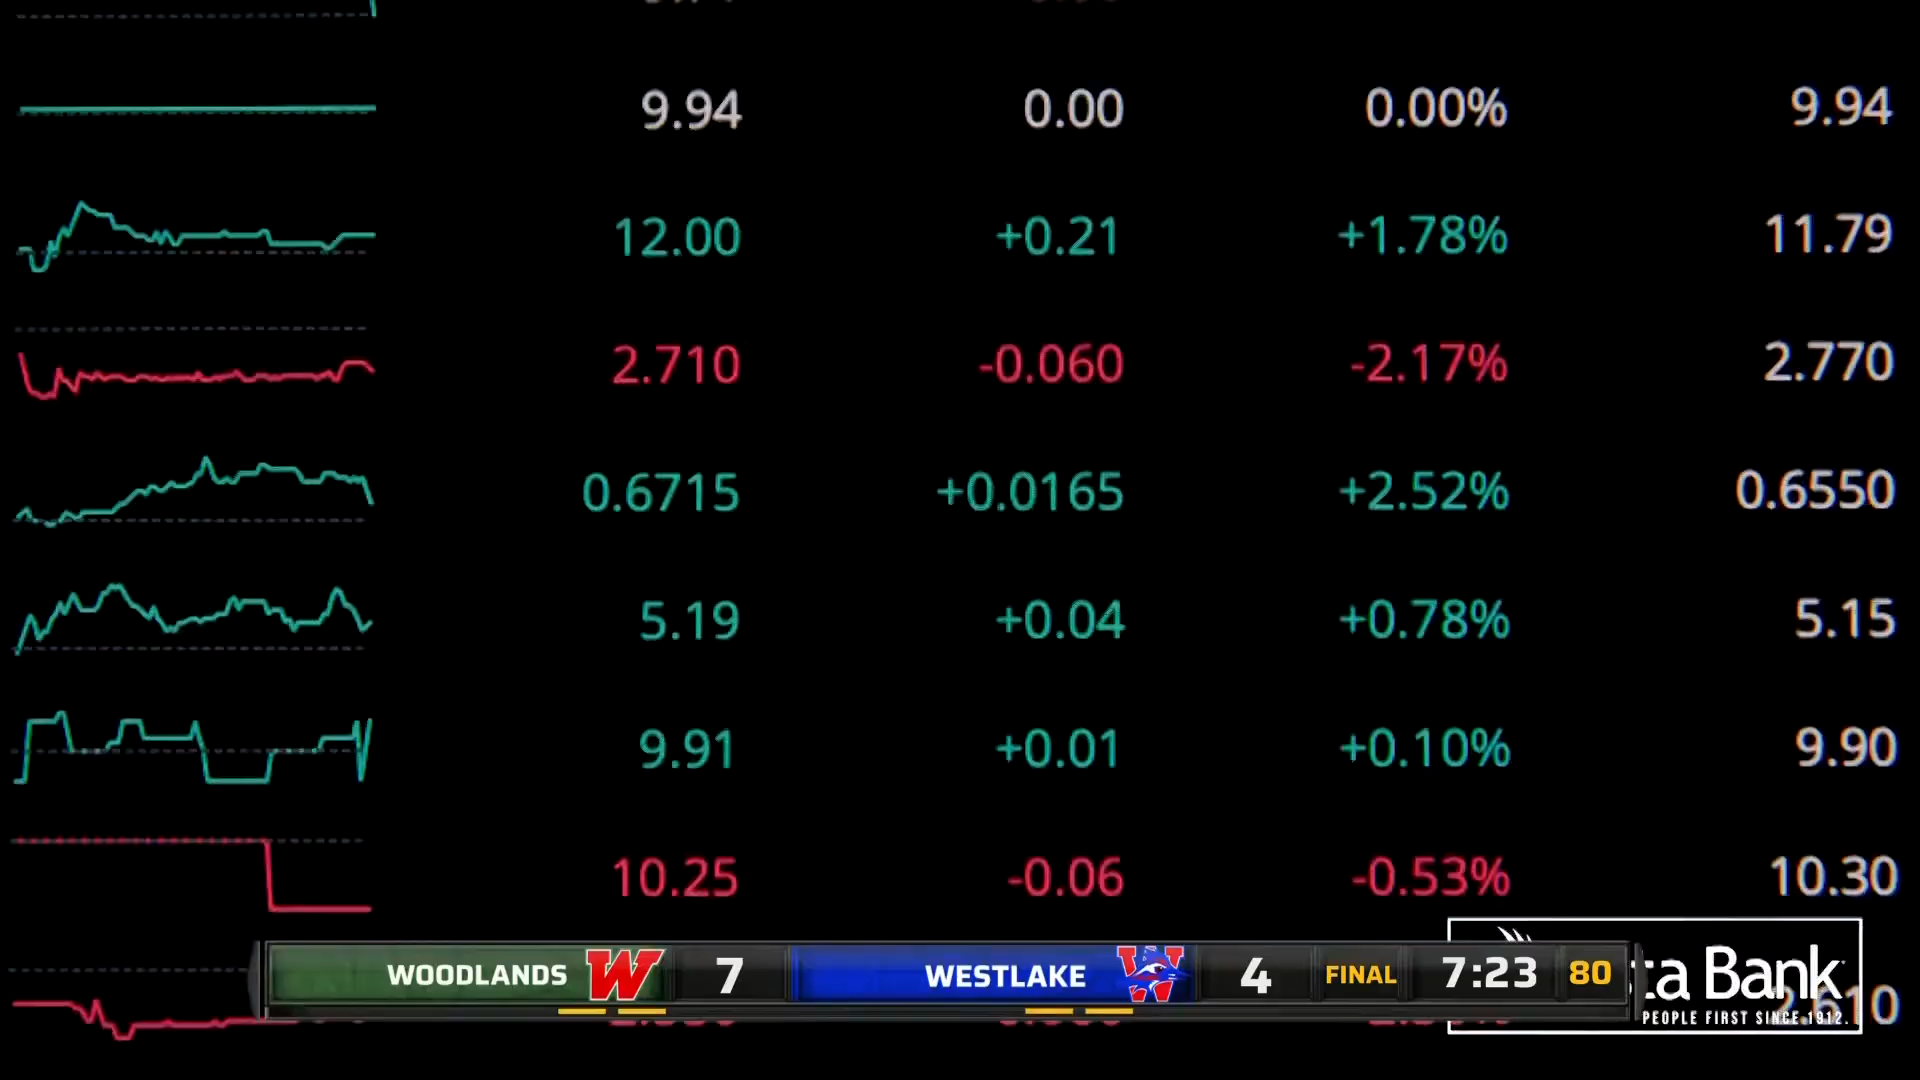 9.94 0.00 0.00% 9.94
12.00 +0.21 +1.78% 11.79
2.710 -0.060 -2.17% 2.770
0.6715 +0.0165 +2.52% 0.6550
5.19 +0.04 +0.78% 5.15
9.91 +0.01 +0.10% 9.90
10.25 -0.06 -0.53% 10.30
WOODLANDS W 7 WESTLAKE W 4 FINAL 7:23 80
ta Bank
2.610
PEOPLE FIRST SINCE 1912.